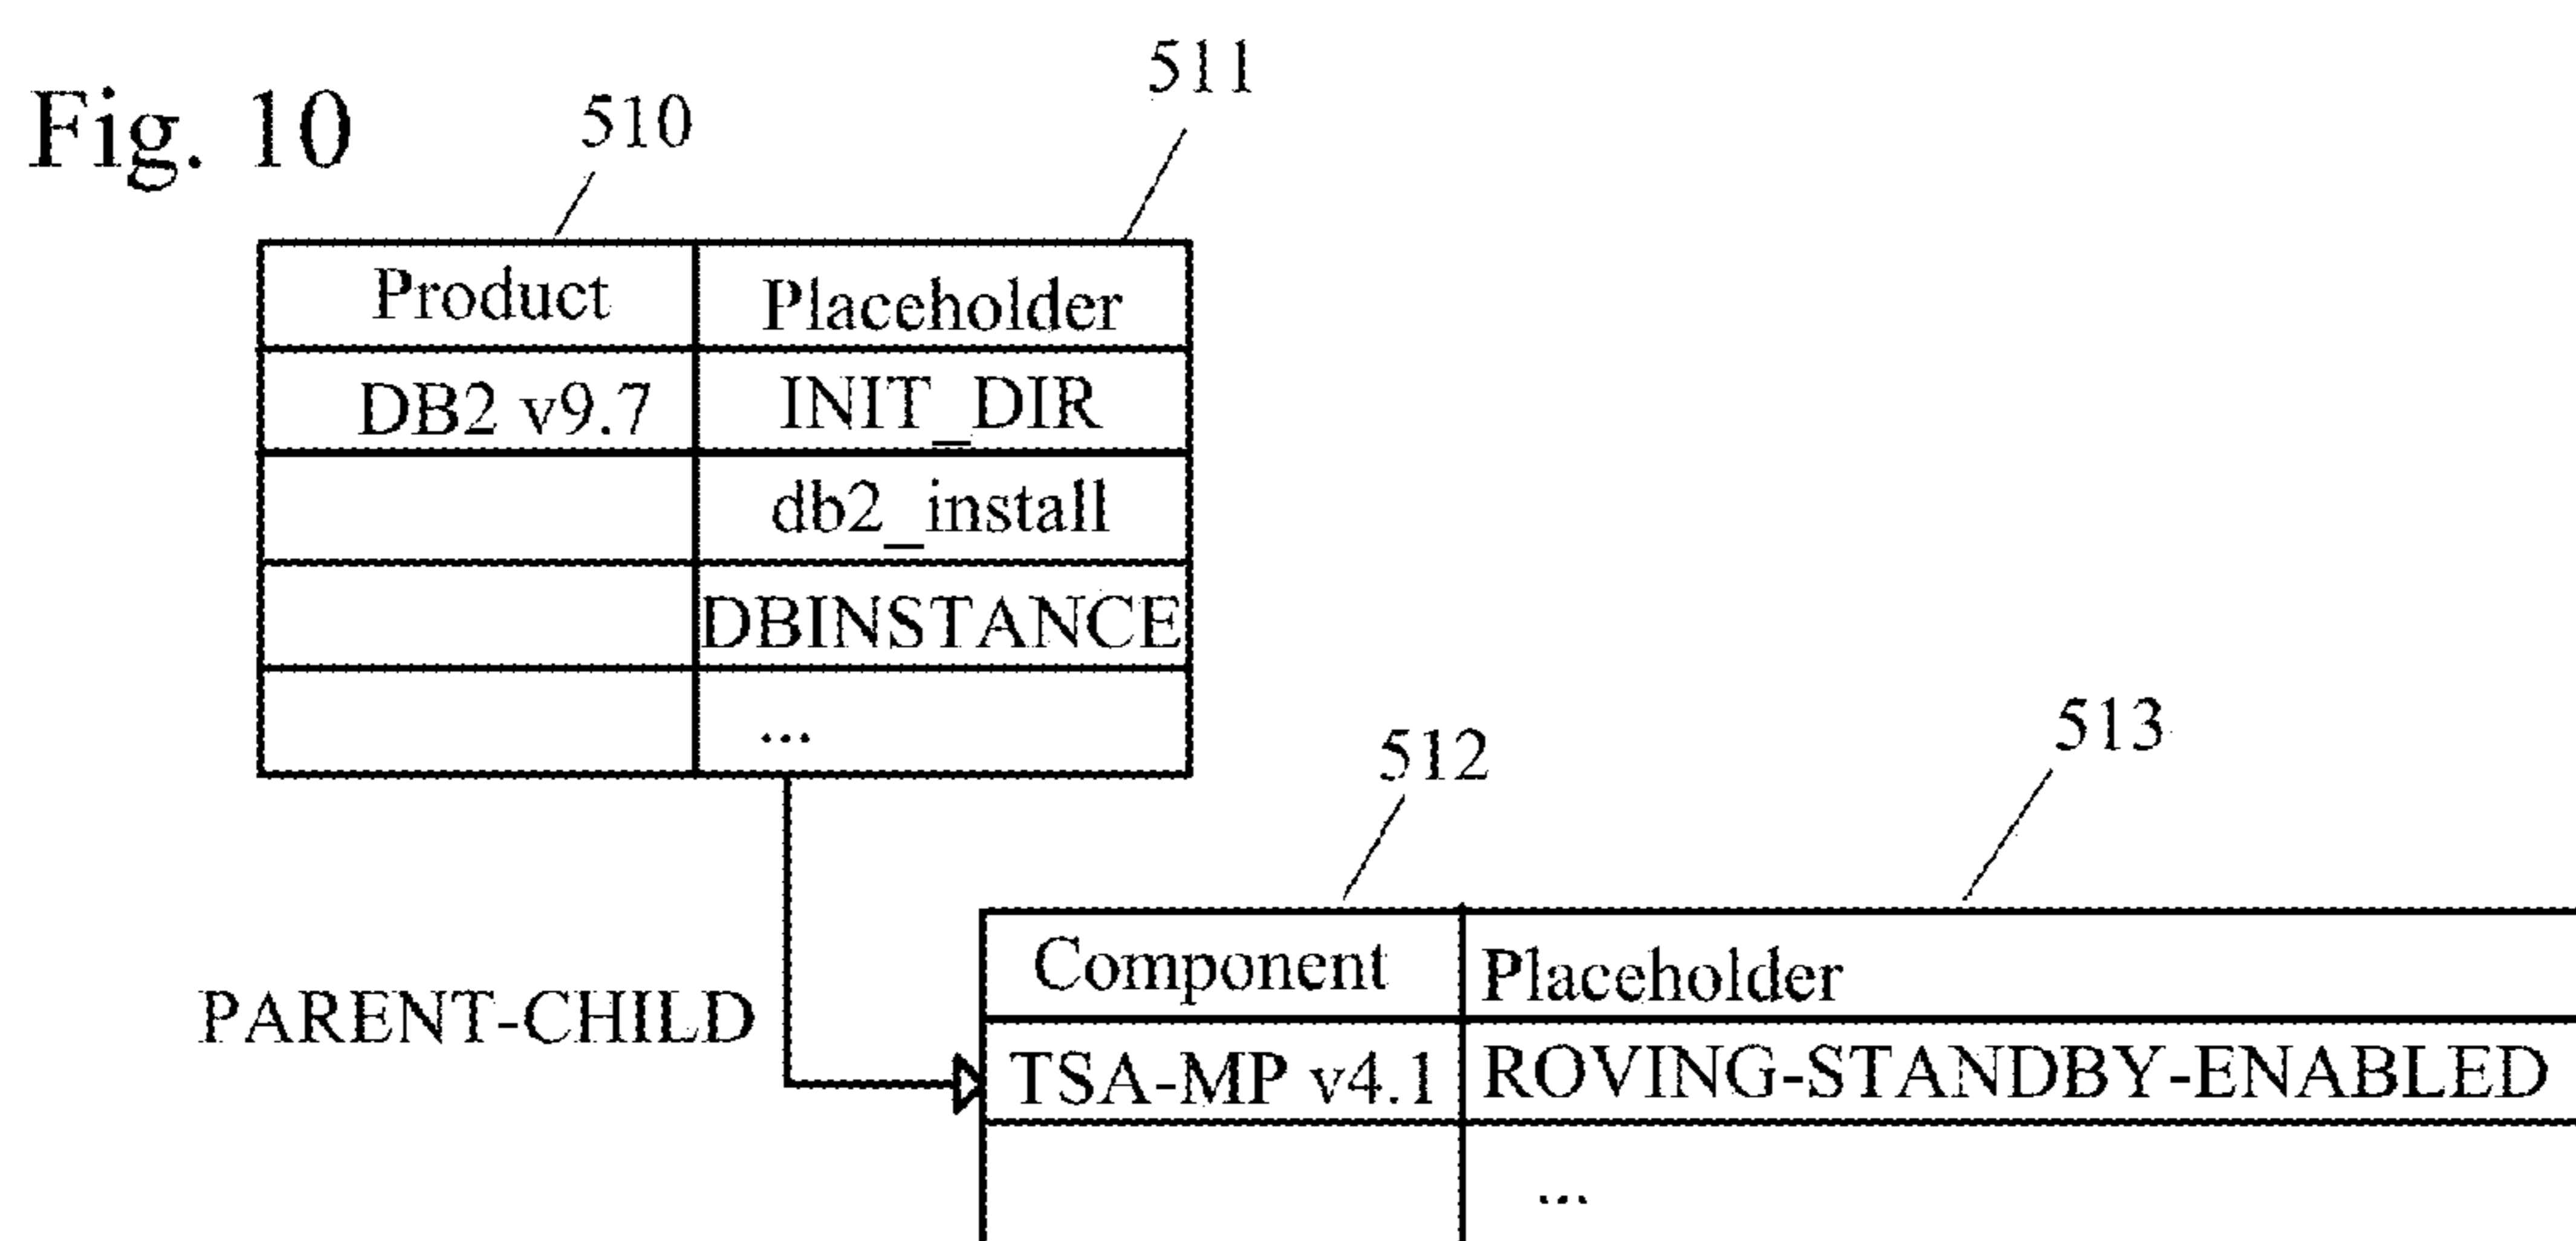 Fig. 10
510
511
Product Placeholder
DB2 v9.7 INIT_DIR
db2_install
DBINSTANCE
...
512
513
Component Placeholder
PARENT-CHILD
TSA-MP v4.1 ROVING-STANDBY-ENABLED
...